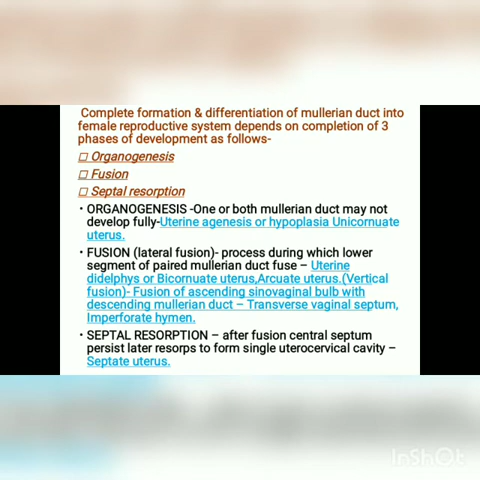 Complete formation & differentiation of mullerian duct into
female reproductive system depends on completion of 3
phases of development as follows-
☐ Organogenesis
☐ Fusion
☐ Septal resorption
• ORGANOGENESIS -One or both mullerian duct may not
develop fully-Uterine agenesis or hypoplasia Unicornuate
uterus.
• FUSION (lateral fusion)- process during which lower
segment of paired mullerian duct fuse – Uterine
didelphys or Bicornuate uterus,Arcuate uterus.(Vertical
fusion)- Fusion of ascending sinovaginal bulb with
descending mullerian duct – Transverse vaginal septum,
Imperforate hymen.
• SEPTAL RESORPTION – after fusion central septum
persist later resorps to form single uterocervical cavity –
Septate uterus.
InShOt